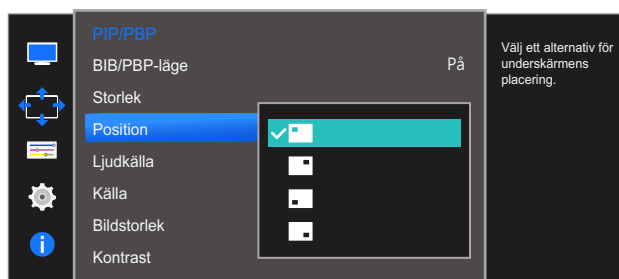 PIP/PBP
BIB/PBP-läge På
Storlek
Position
Ljudkälla
Källa
Bildstorlek
Kontrast
Välj ett alternativ för
underskärmens
placering.